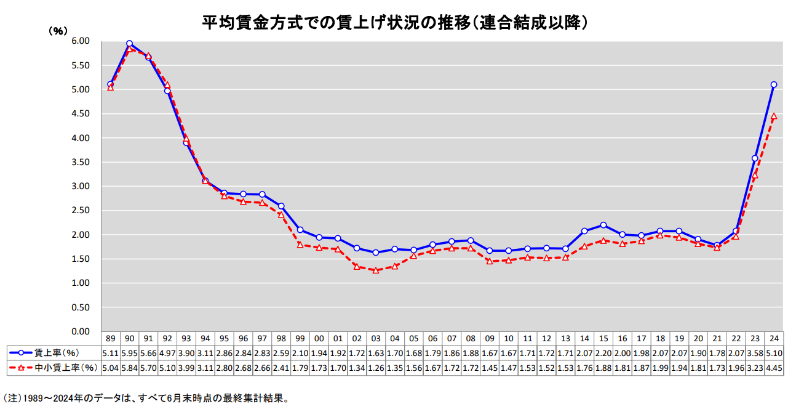 平均賃金方式での賃上げ状況の推移（連合結成以降）
（％）
6.00
5.50
5.00
4.50
4.00
3.50
3.00
2.50
2.00
1.50
1.00
0.50
0.00
89 90 91 92 93 94 95 96 97 98 99 00 01 02 03 04 05 06 07 08 09 10 11 12 13 14 15 16 17 18 19 20 21 22 23 24
賃上率（％） 5.11 5.95 5.66 4.97 3.90 3.11 2.86 2.84 2.83 2.59 2.10 1.94 1.92 1.72 1.63 1.70 1.68 1.79 1.86 1.88 1.67 1.67 1.71 1.72 1.71 2.07 2.20 2.00 1.98 2.07 2.07 1.90 1.78 2.07 3.58 5.10
中小賃上率（％） 5.04 5.84 5.70 5.10 3.99 3.11 2.80 2.68 2.66 2.41 1.79 1.73 1.70 1.34 1.26 1.35 1.56 1.67 1.72 1.72 1.45 1.47 1.53 1.52 1.53 1.76 1.88 1.81 1.87 1.99 1.94 1.81 1.73 1.96 3.23 4.45
（注）1989～2024年のデータは、すべて6月末時点の最終集計結果。